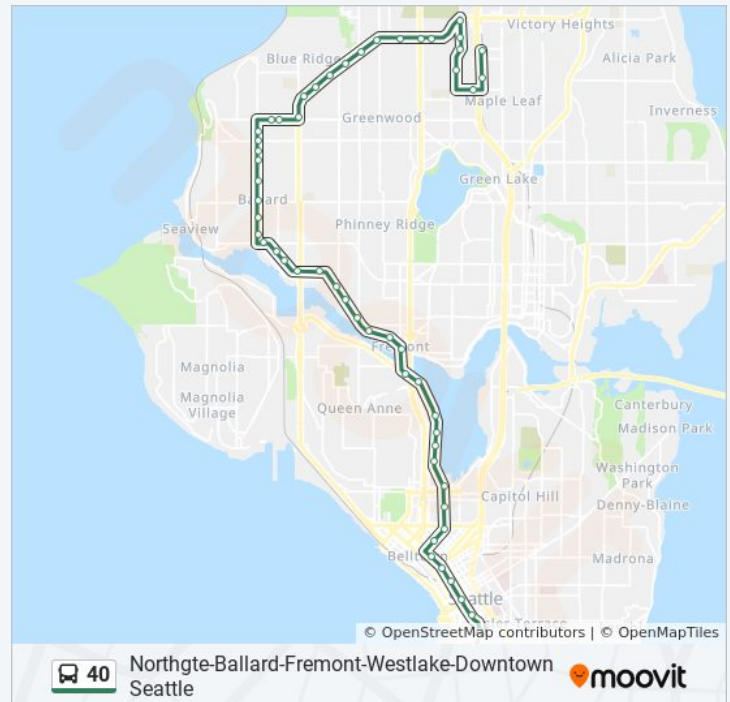 Victory Heights
Blue Ridge
Alicia Park
Maple Leaf
Inverness
Greenwood
Green Lake
Ballard
Phinney Ridge
Seaview
Fremont
Magnolia
Magnolia
Village
Queen Anne
Canterbury
Madison Park
Washington
Park
Capitol Hill
Denny-Blaine
Belltown
Madrona
Seattle
© OpenStreetMap contributors | © OpenMapTiles
40
Northgte-Ballard-Fremont-Westlake-Downtown
Seattle
moovit